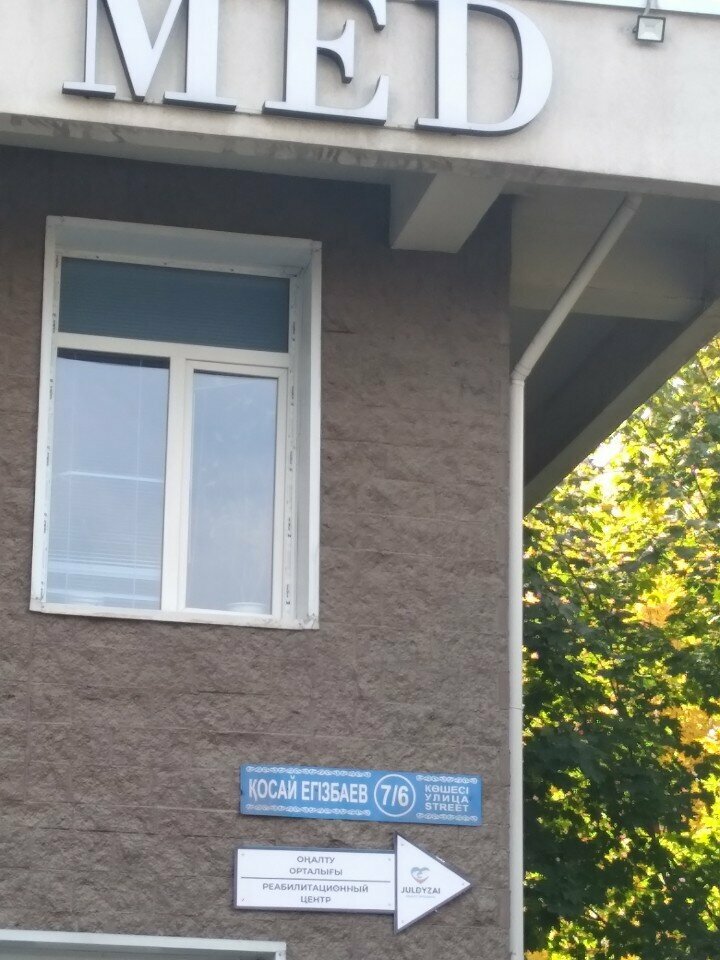 MED
ҚОСАЙ ЕГІЗБАЕВ 7/6 КӨШЕСІ
УЛИЦА
STREET
ОҢАЛТУ
ОРТАЛЫҒЫ
РЕАБИЛИТАЦИОННЫЙ
ЦЕНТР
JULDYZAI